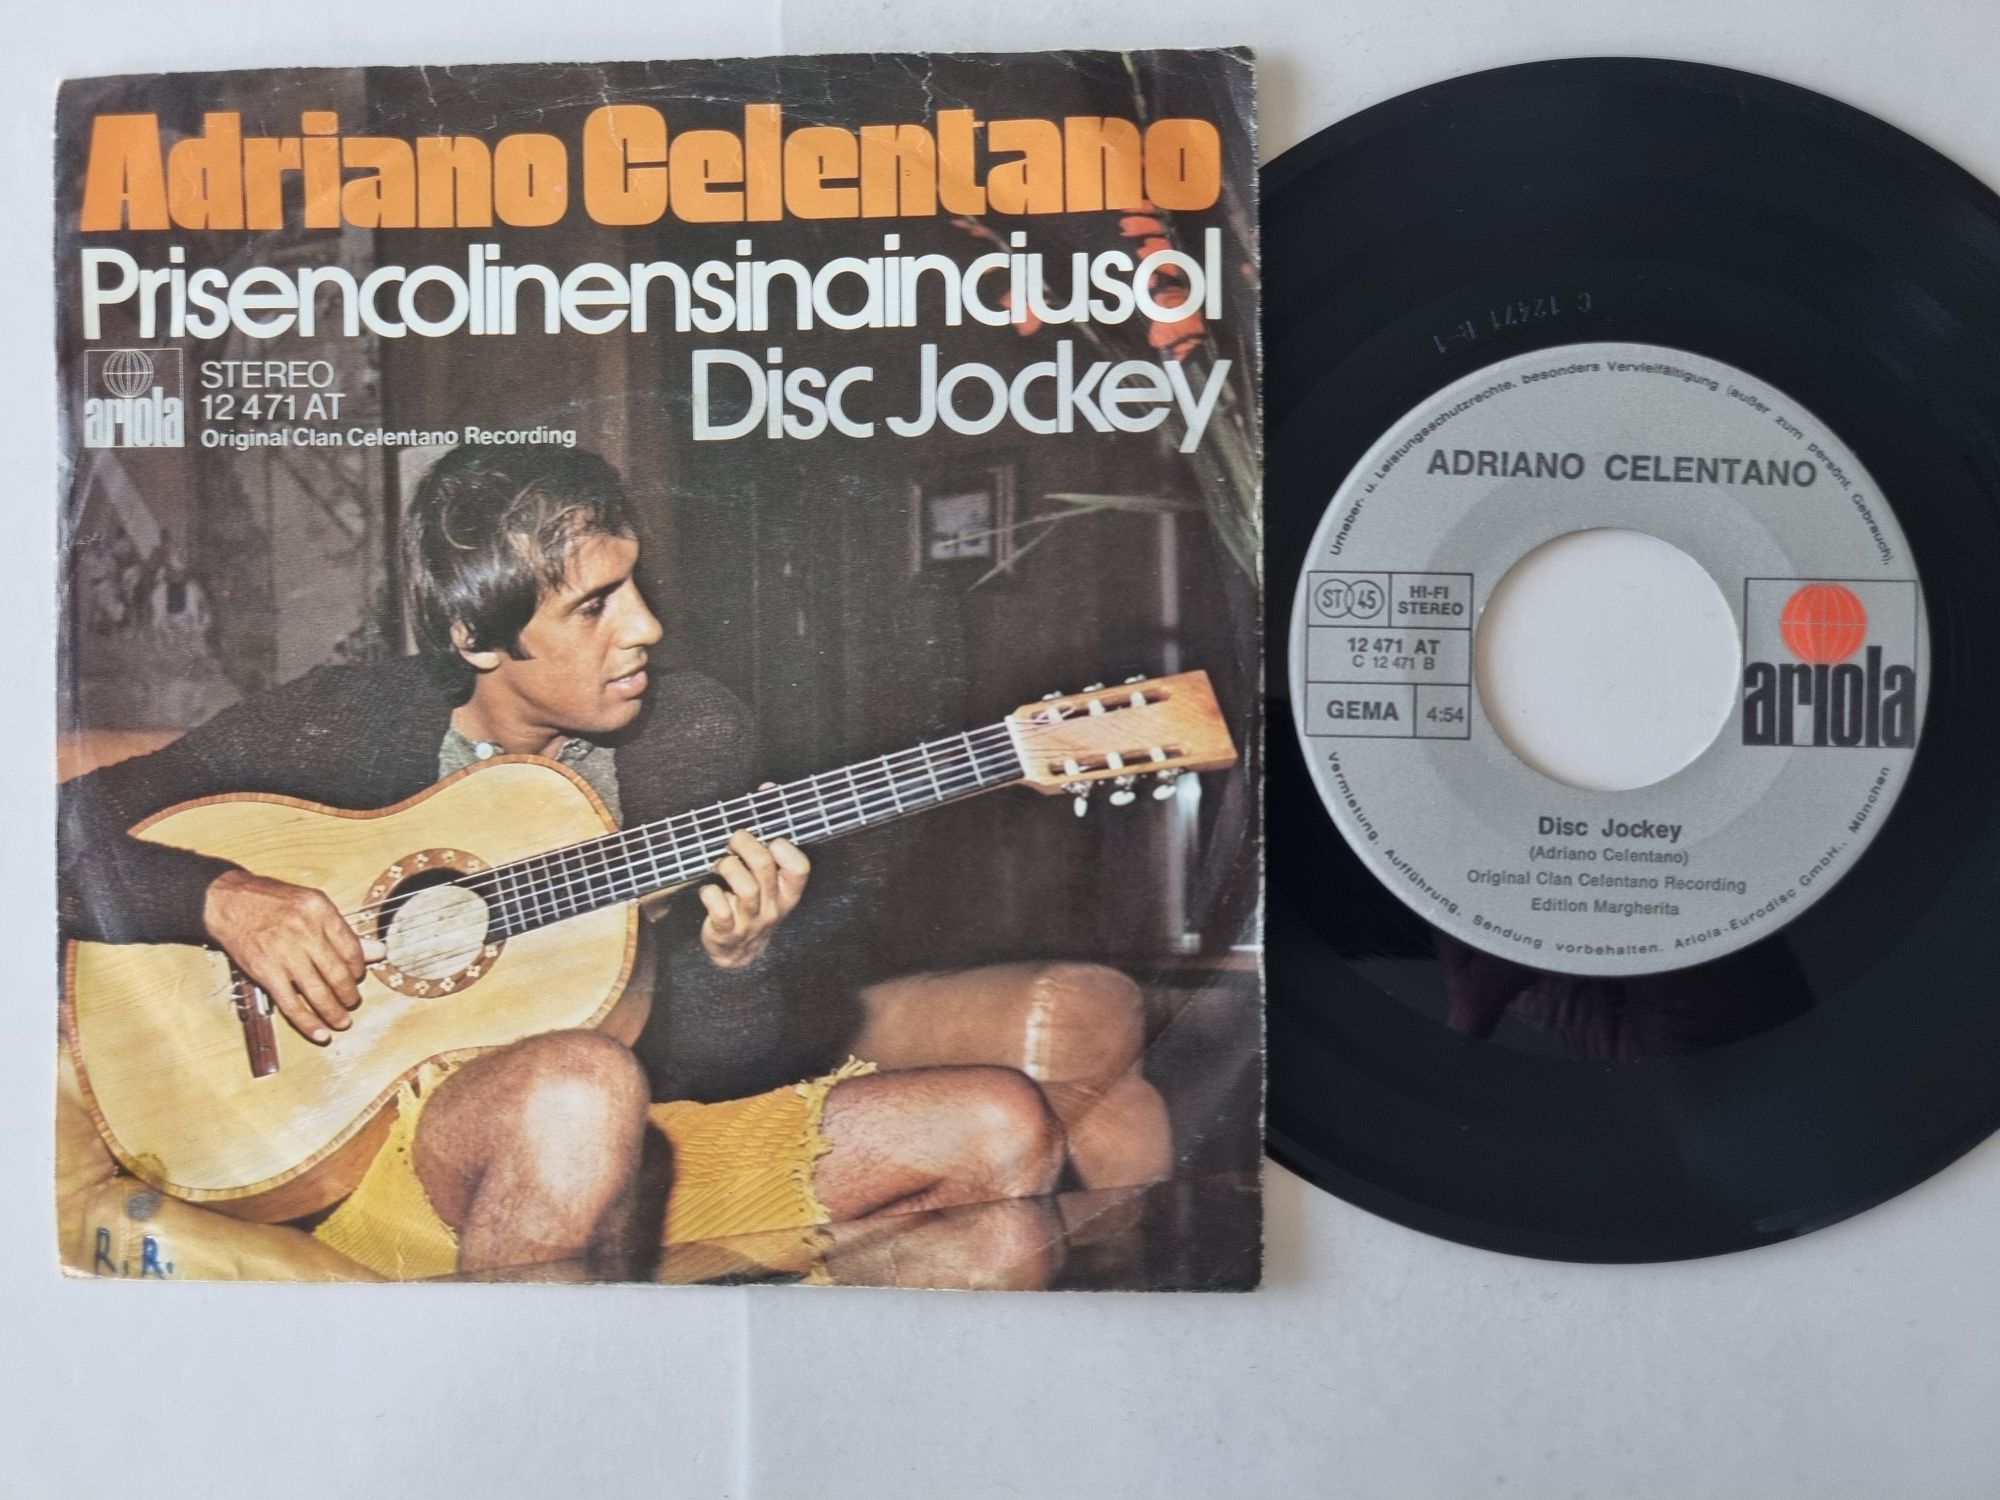 Adriano Celentano
Prisencolinensinainciusol
Disc Jockey
ariola
STEREO
12 471 AT
Original Clan Celentano Recording
R. R.
C 12471 B-1
Urheber- u. Leistungsschutzrechte, besonders Vervielfältigung (außer zum persönl. Gebrauch),
ADRIANO CELENTANO
ST 45
HI-FI
STEREO
12 471 AT
C 12 471 B
GEMA
4:54
ariola
Disc Jockey
(Adriano Celentano)
Original Clan Celentano Recording
Edition Margherita
Vermietung, Aufführung, Sendung vorbehalten. Ariola-Eurodisc GmbH., München